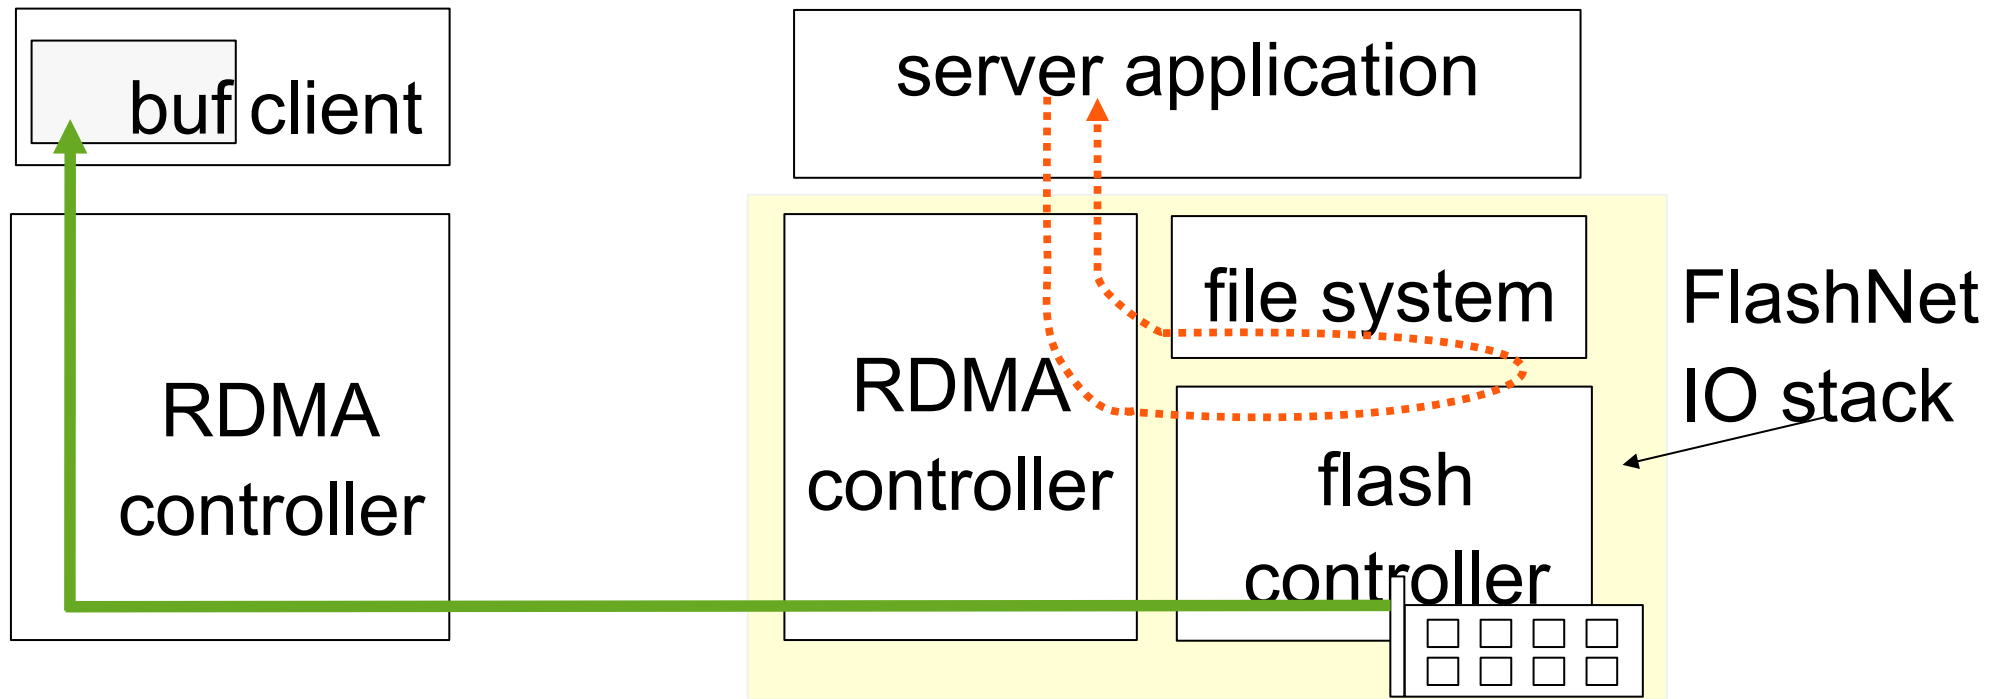 buf client
server application
RDMA
controller
RDMA
controller
file system
flash
controller
FlashNet
IO stack